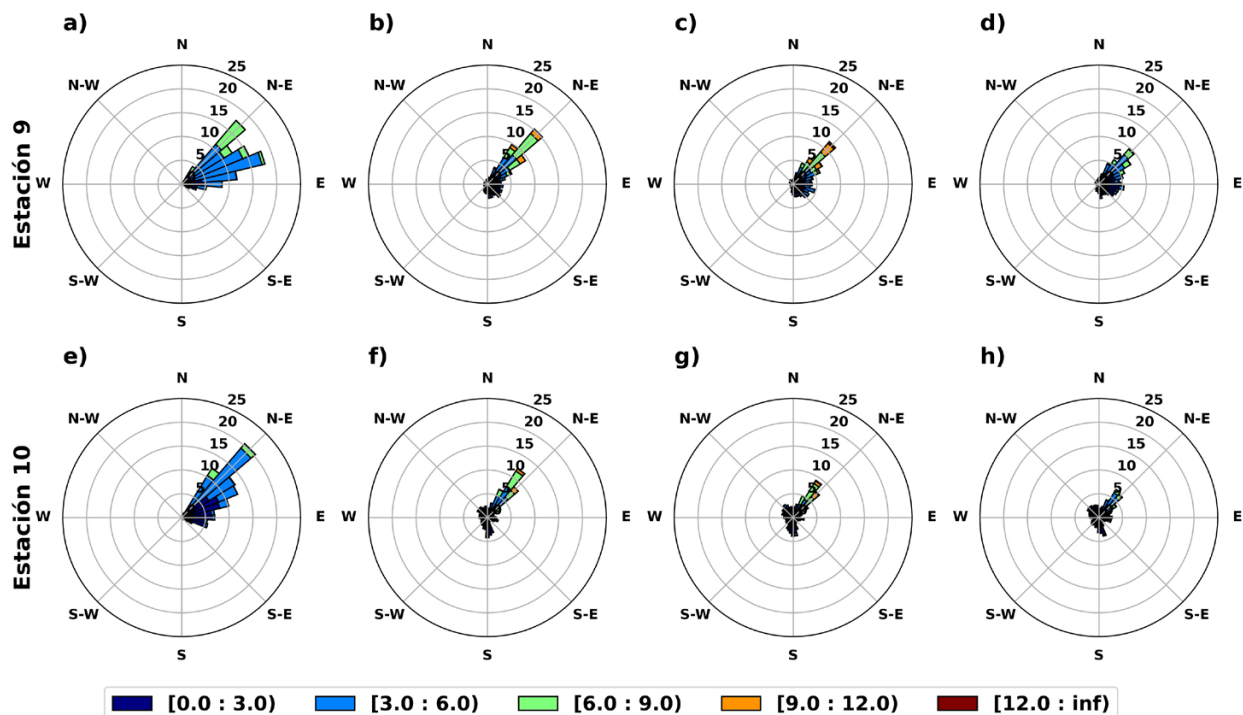 a) b) c) d)
N N N N
N-W 25 N-E N-W 25 N-E N-W 25 N-E N-W 25 N-E
20 20 20 20
15 15 15 15
10 10 10 10
5 5 5 5
Estación 9
W E W E W E W E
S-W S-E S-W S-E S-W S-E S-W S-E
S S S S
e) f) g) h)
N N N N
N-W 25 N-E N-W 25 N-E N-W 25 N-E N-W 25 N-E
20 20 20 20
15 15 15 15
10 10 10 10
5 5 5 5
Estación 10
W E W E W E W E
S-W S-E S-W S-E S-W S-E S-W S-E
S S S S
[0.0 : 3.0) [3.0 : 6.0) [6.0 : 9.0) [9.0 : 12.0) [12.0 : inf)